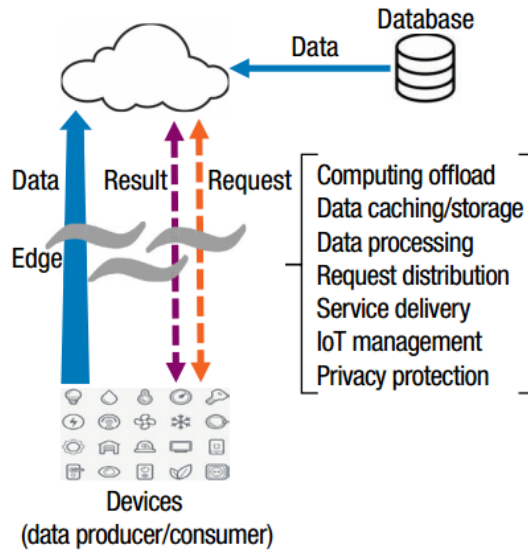 Database
Data
Data
Result
Request
Edge
Computing offload
Data caching/storage
Data processing
Request distribution
Service delivery
IoT management
Privacy protection
Devices
(data producer/consumer)